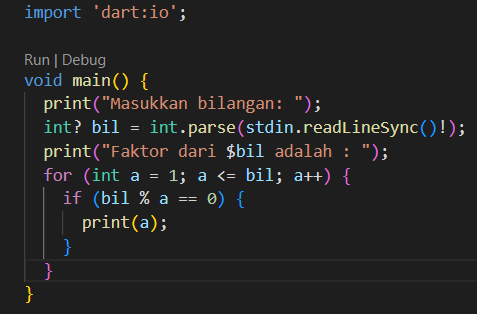 import 'dart:io';
Run | Debug
void main() {
  print("Masukkan bilangan: ");
  int? bil = int.parse(stdin.readLineSync()!);
  print("Faktor dari $bil adalah : ");
  for (int a = 1; a <= bil; a++) {
    if (bil % a == 0) {
      print(a);
    }
  }
}